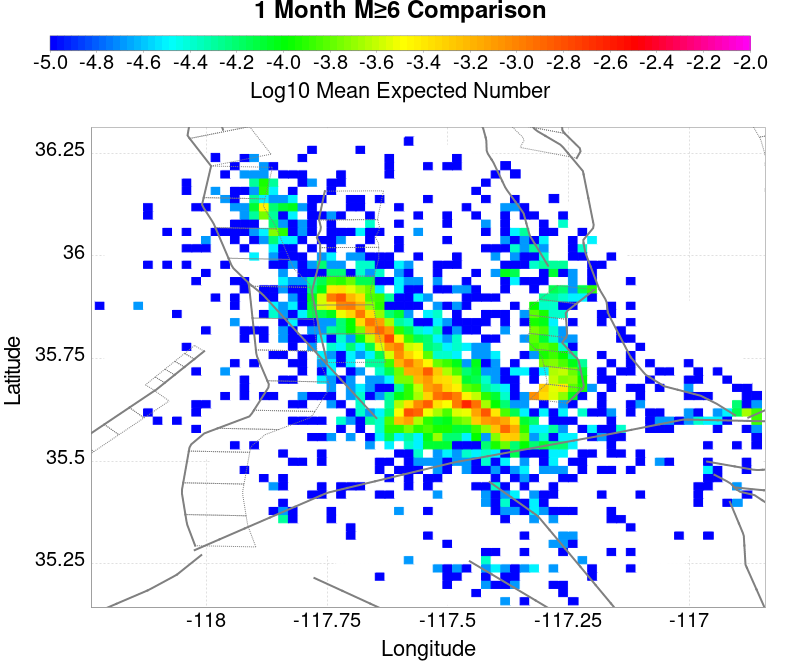 1 Month M≥6 Comparison
-5.0 -4.8 -4.6 -4.4 -4.2 -4.0 -3.8 -3.6 -3.4 -3.2 -3.0 -2.8 -2.6 -2.4 -2.2 -2.0
Log10 Mean Expected Number
36.25
36
35.75
35.5
35.25
Latitude
-118 -117.75 -117.5 -117.25 -117
Longitude